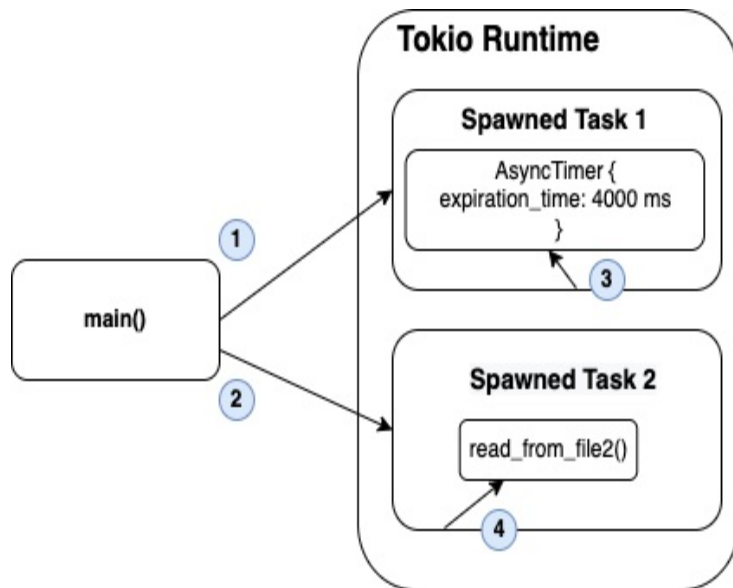 Tokio Runtime
Spawned Task 1
AsyncTimer {
expiration_time: 4000 ms
}
1
3
main()
2
Spawned Task 2
read_from_file2()
4